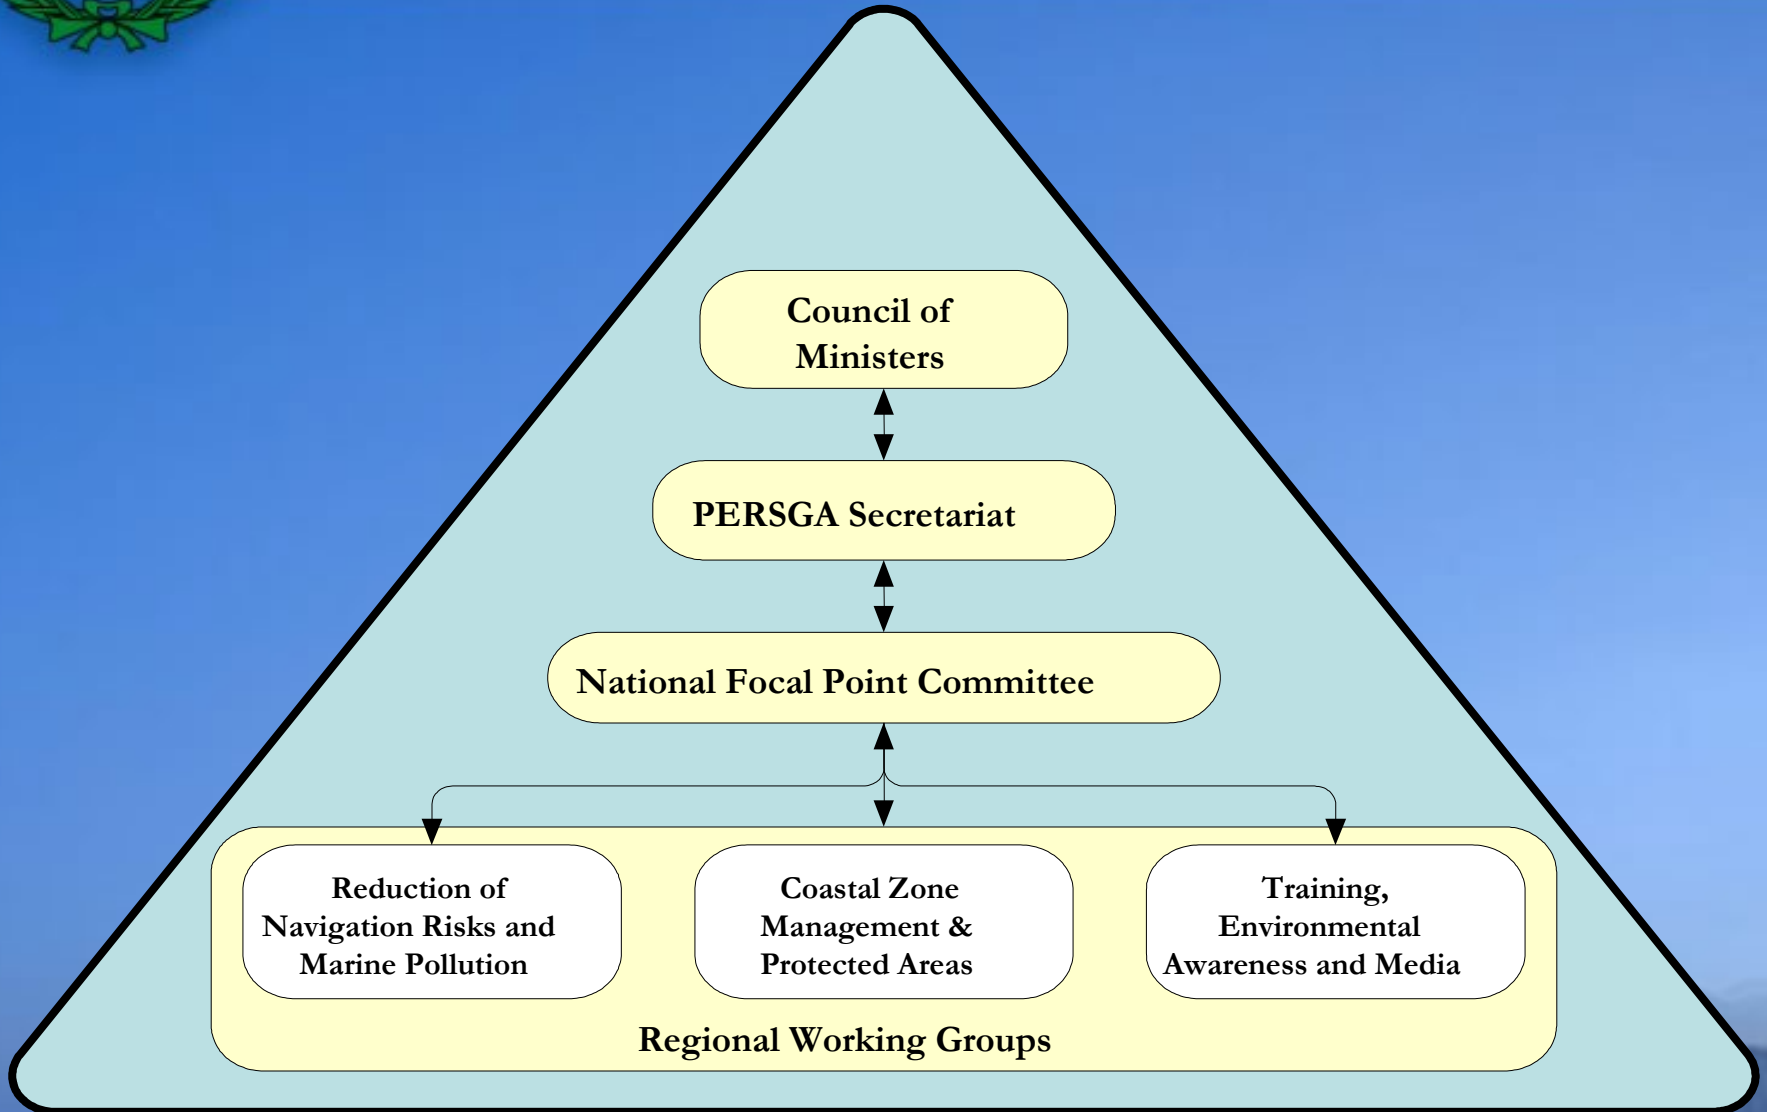 Council of
Ministers
PERSGA Secretariat
National Focal Point Committee
Reduction of
Navigation Risks and
Marine Pollution
Coastal Zone
Management &
Protected Areas
Training,
Environmental
Awareness and Media
Regional Working Groups